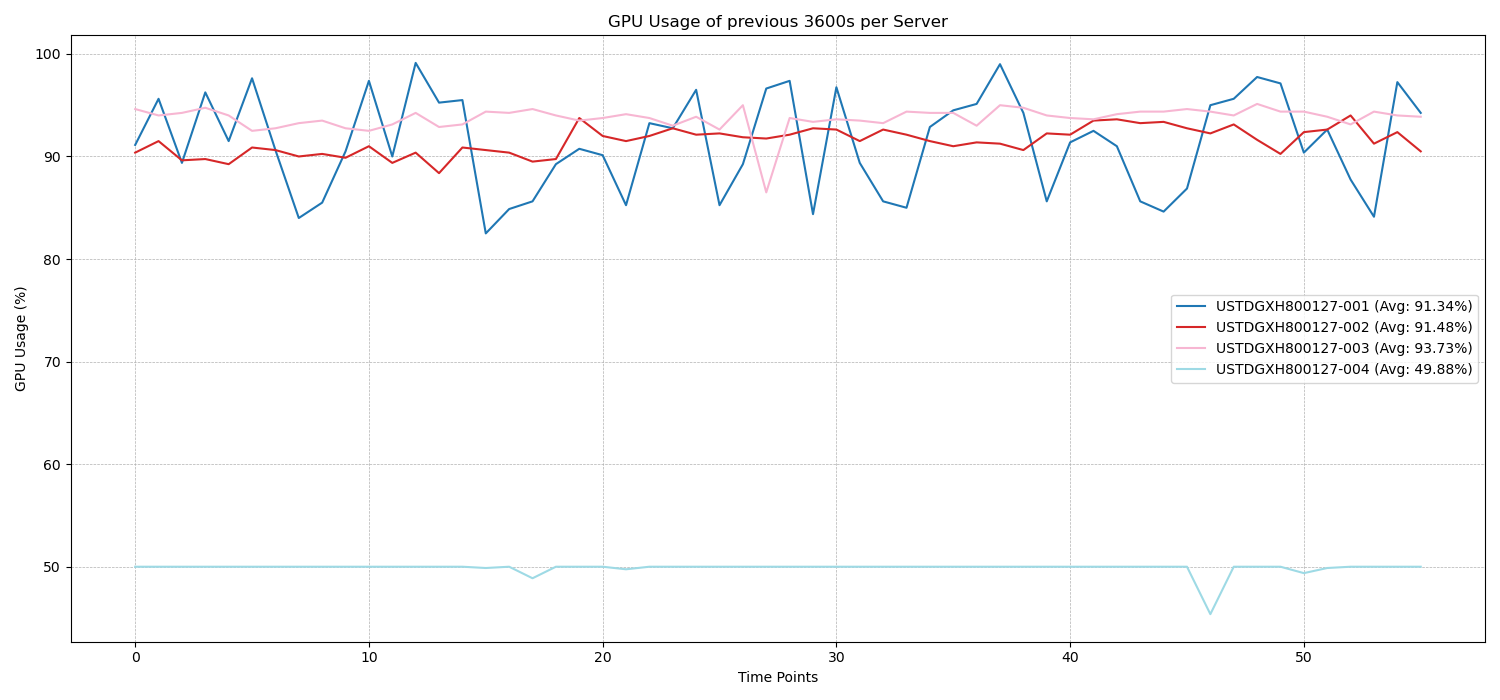 GPU Usage of previous 3600s per Server
GPU Usage (%)
100
90
80
70
60
50
USTDGXH800127-001 (Avg: 91.34%)
USTDGXH800127-002 (Avg: 91.48%)
USTDGXH800127-003 (Avg: 93.73%)
USTDGXH800127-004 (Avg: 49.88%)
0 10 20 30 40 50
Time Points